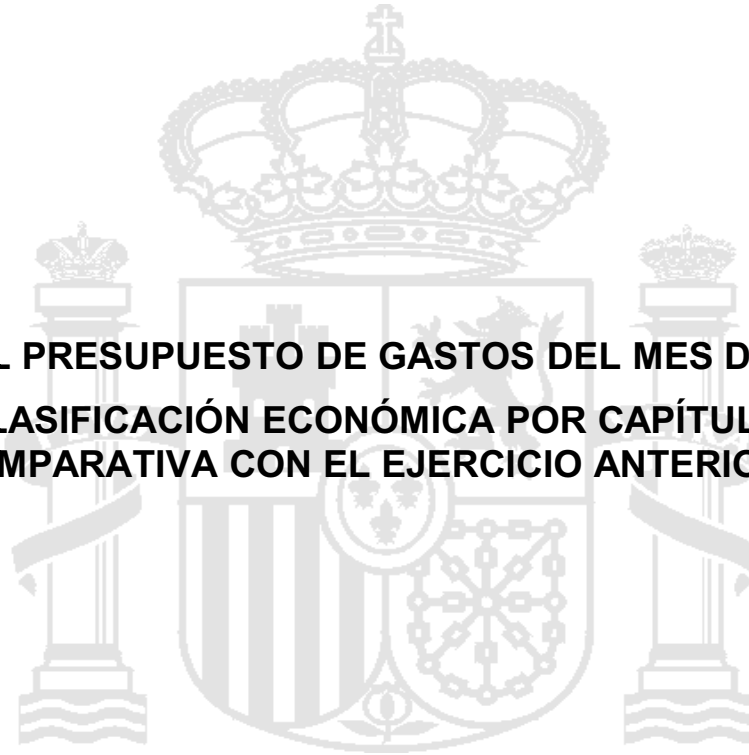 L PRESUPUESTO DE GASTOS DEL MES D
LASIFICACIÓN ECONÓMICA POR CAPÍTUL
MPARATIVA CON EL EJERCICIO ANTERIO